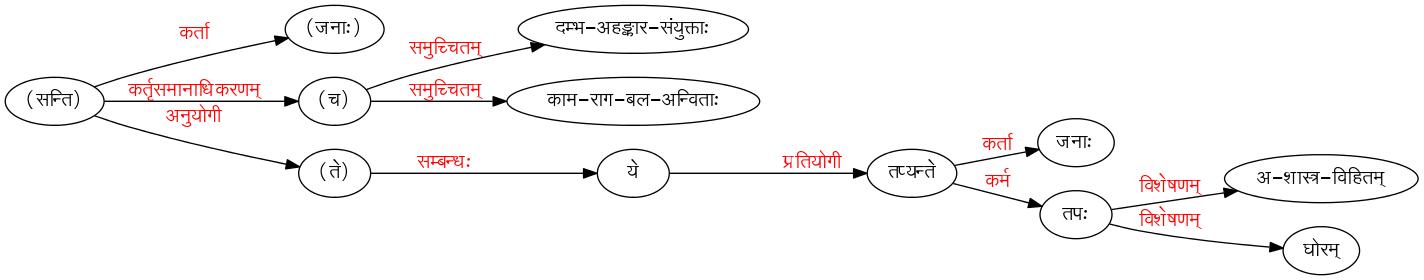 (जनाः)
दम्भ-अहङ्कार-संयुक्ताः
कर्ता
समुच्चितम्
(सन्ति)
कर्तृसमानाधिकरणम्
(च)
समुच्चितम्
काम-राग-बल-अन्विताः
अनुयोगी
(ते)
सम्बन्धः
ये
प्रतियोगी
तप्यन्ते
कर्ता
जनाः
कर्म
तपः
विशेषणम्
अ-शास्त्र-विहितम्
विशेषणम्
घोरम्